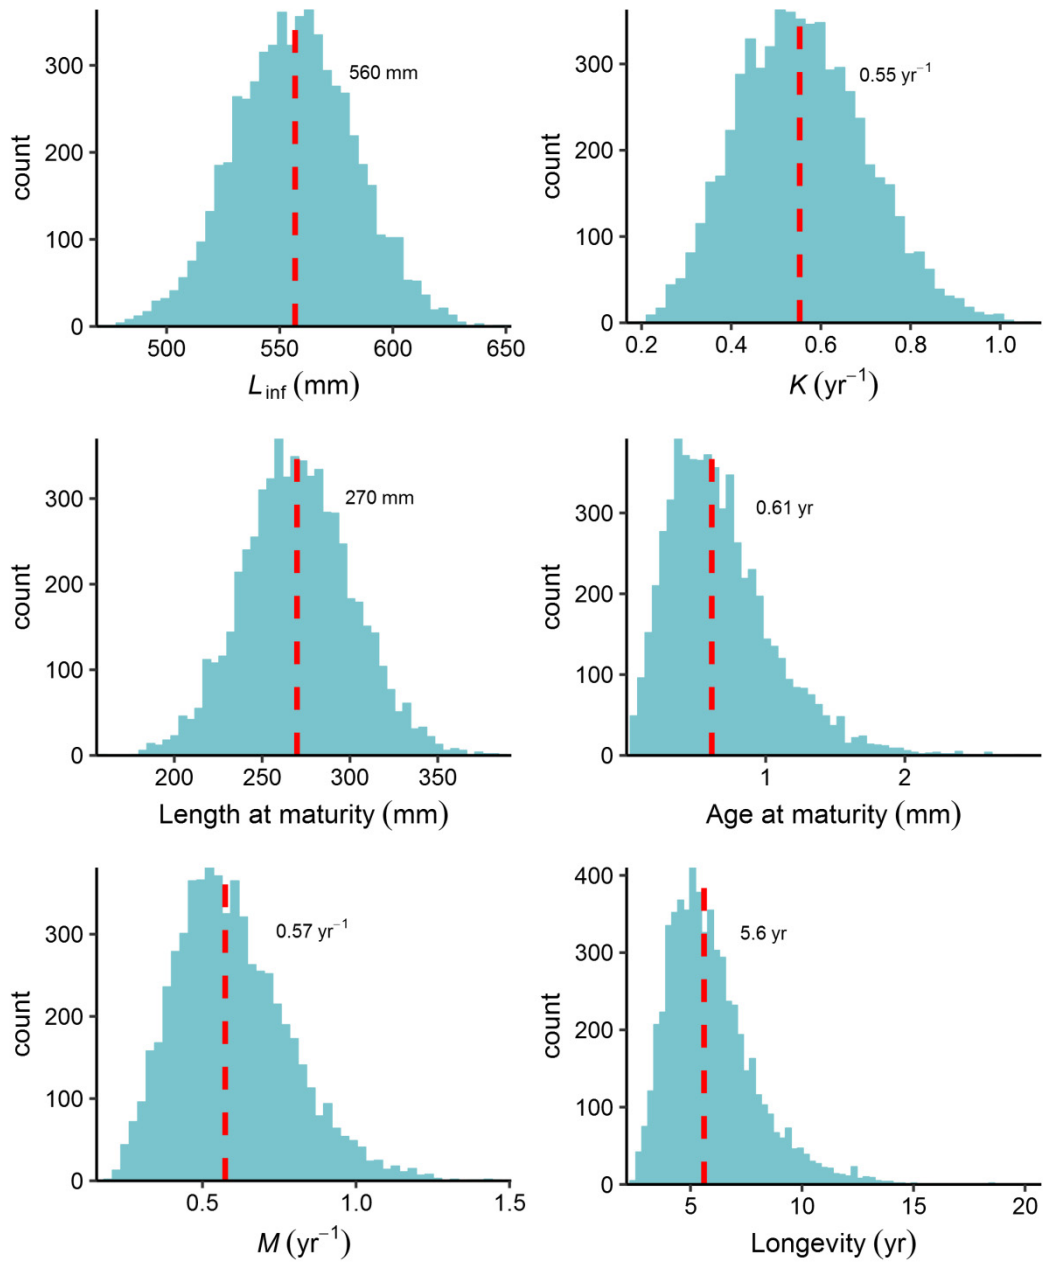 count
300
200
100
0
560 mm
500
550
600
650
L inf (mm)
count
300
200
100
0
0.55 yr⁻¹
0.2
0.4
0.6
0.8
1.0
K (yr⁻¹)
count
300
200
100
0
270 mm
200
250
300
350
Length at maturity (mm)
count
300
200
100
0
0.61 yr
1
2
Age at maturity (mm)
count
300
200
100
0
0.57 yr⁻¹
0.5
1.0
1.5
M (yr⁻¹)
count
400
300
200
100
0
5.6 yr
5
10
15
20
Longevity (yr)